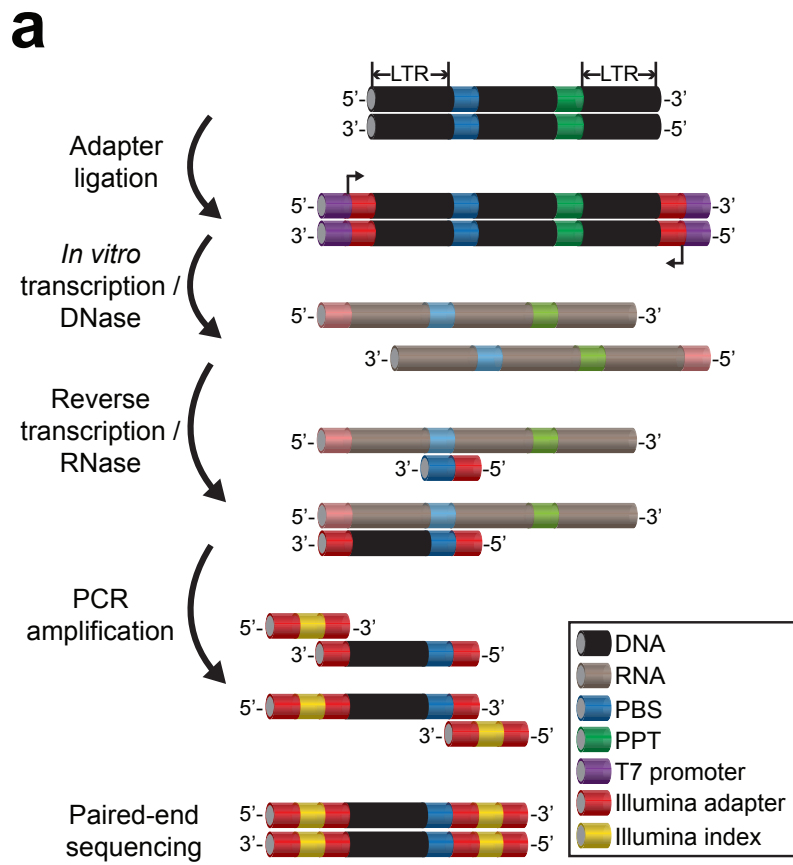 a
←LTR→ ←LTR→
5’- -3’
3’- -5’
Adapter
ligation
5’- -3’
3’- -5’
In vitro
transcription /
DNase
5’- -3’
3’- -5’
Reverse
transcription /
RNase
5’- -3’
3’- -5’
5’- -3’
3’- -5’
PCR
amplification
5’- -3’
3’- -5’
5’- -3’
3’- -5’
Paired-end
sequencing
5’- -3’
3’- -5’
DNA
RNA
PBS
PPT
T7 promoter
Illumina adapter
Illumina index